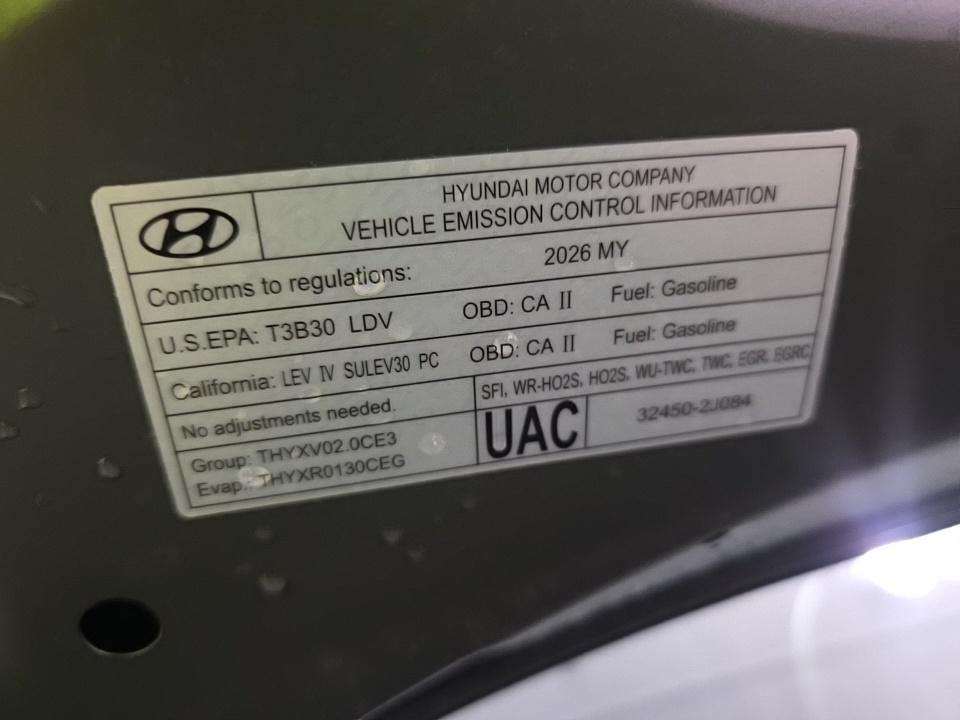 HYUNDAI MOTOR COMPANY
VEHICLE EMISSION CONTROL INFORMATION
Conforms to regulations: 2026 MY
U.S.EPA: T3B30 LDV OBD: CA II Fuel: Gasoline
California: LEV IV SULEV30 PC OBD: CA II Fuel: Gasoline
No adjustments needed. SFI, WR-HO2S, HO2S, WU-TWC, TWC, EGR, EGRC
Group: THYXV02.0CE3
Evap.: THYXR0130CEG
UAC 32450-2J084